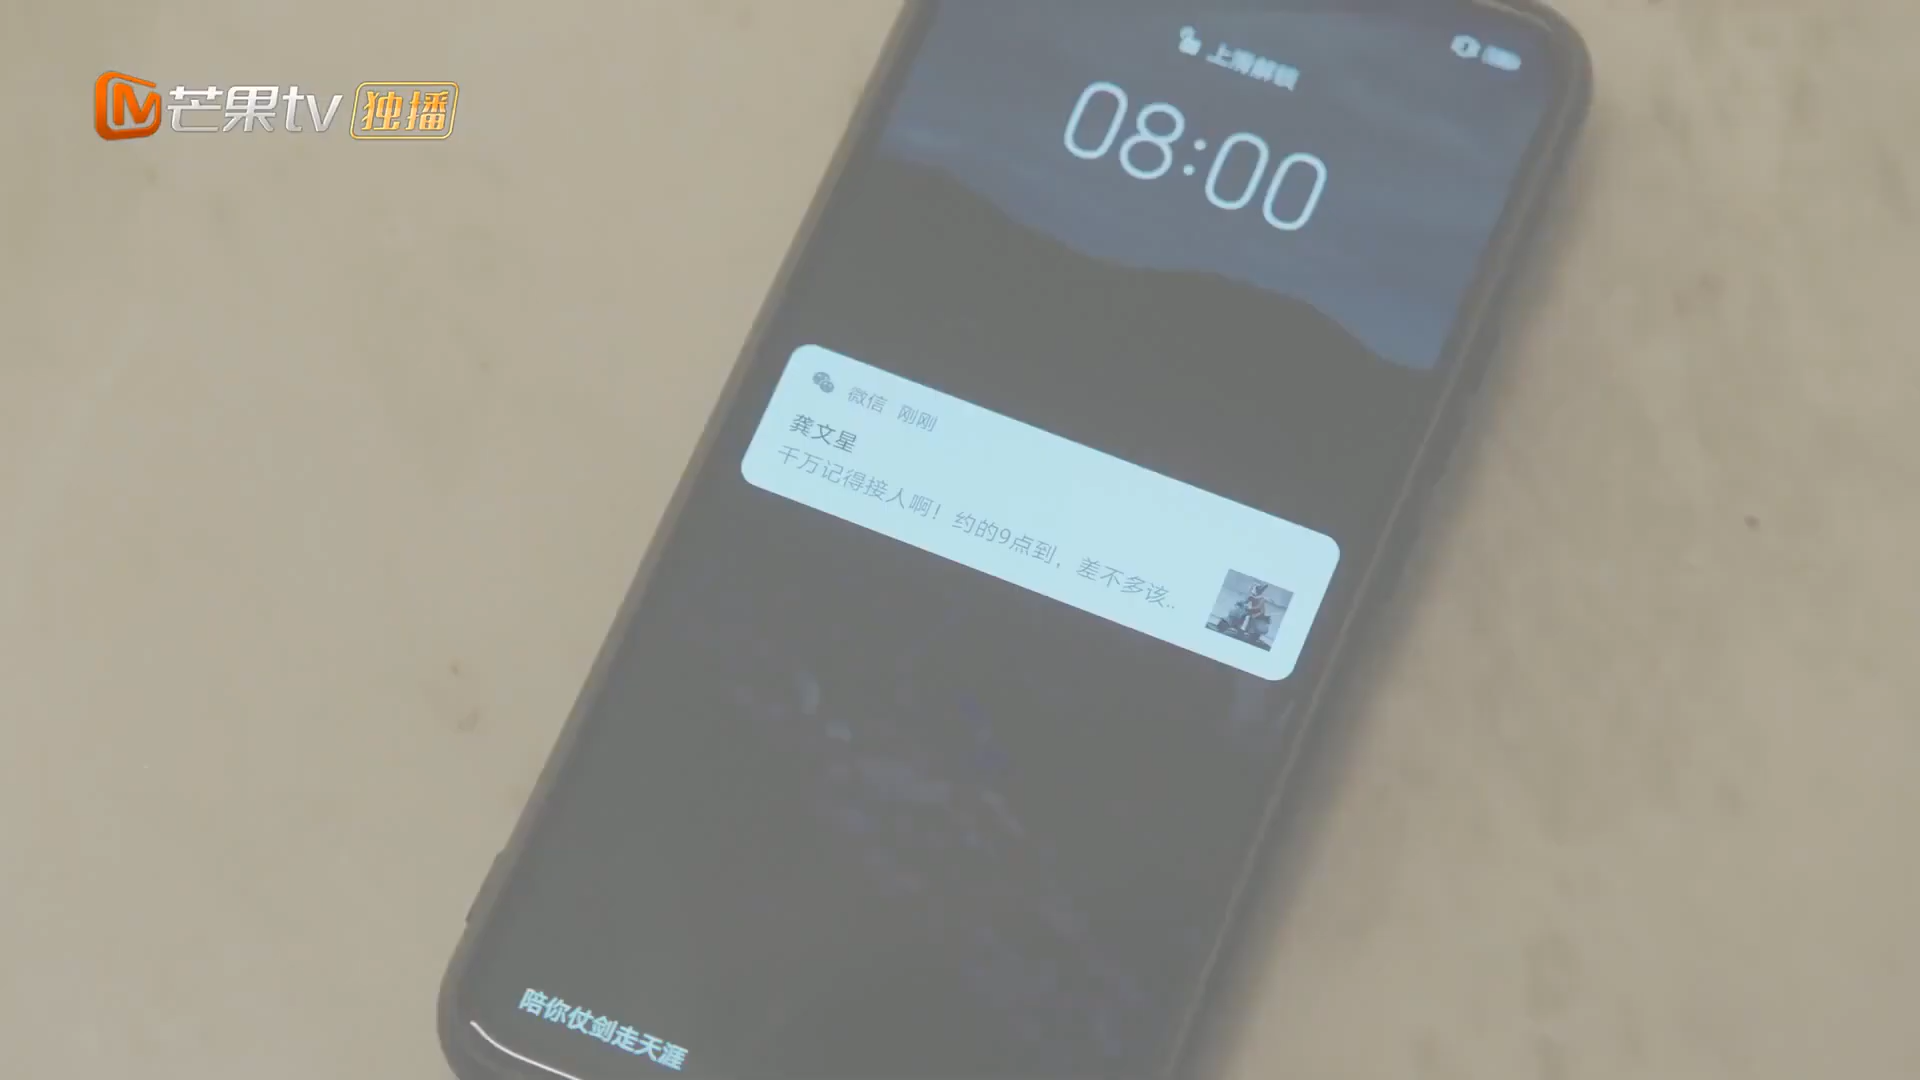 芒果tv 独播
上滑解锁
08:00
微信 刚刚
龚文星
千万记得接人啊！约的9点到，差不多该..
陪你仗剑走天涯